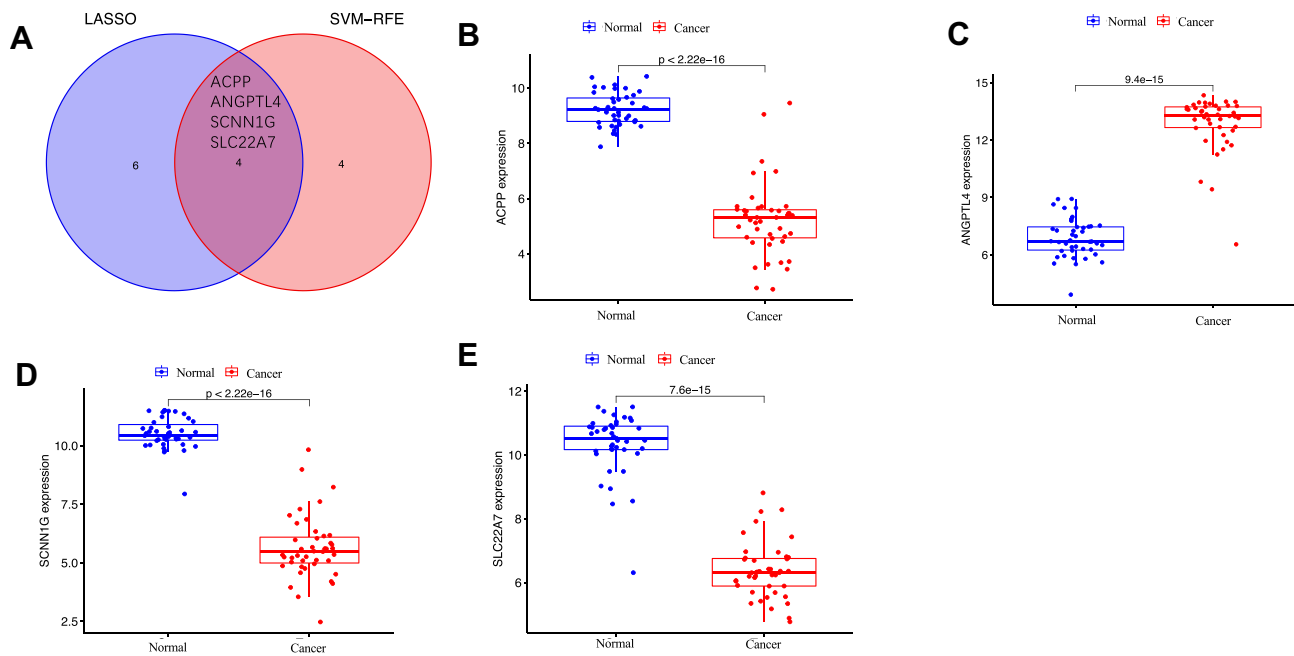 A
LASSO
SVM-RFE
ACPP
ANGPTL4
SCNN1G
SLC22A7
6
4
4
B
Normal
Cancer
p < 2.22e-16
10
8
6
4
ACPP expression
Normal
Cancer
C
Normal
Cancer
9.4e-15
15
12
9
6
ANGPTL4 expression
Normal
Cancer
D
Normal
Cancer
p < 2.22e-16
10.0
7.5
5.0
2.5
SCNN1G expression
Normal
Cancer
E
Normal
Cancer
7.6e-15
12
10
8
6
SLC22A7 expression
Normal
Cancer